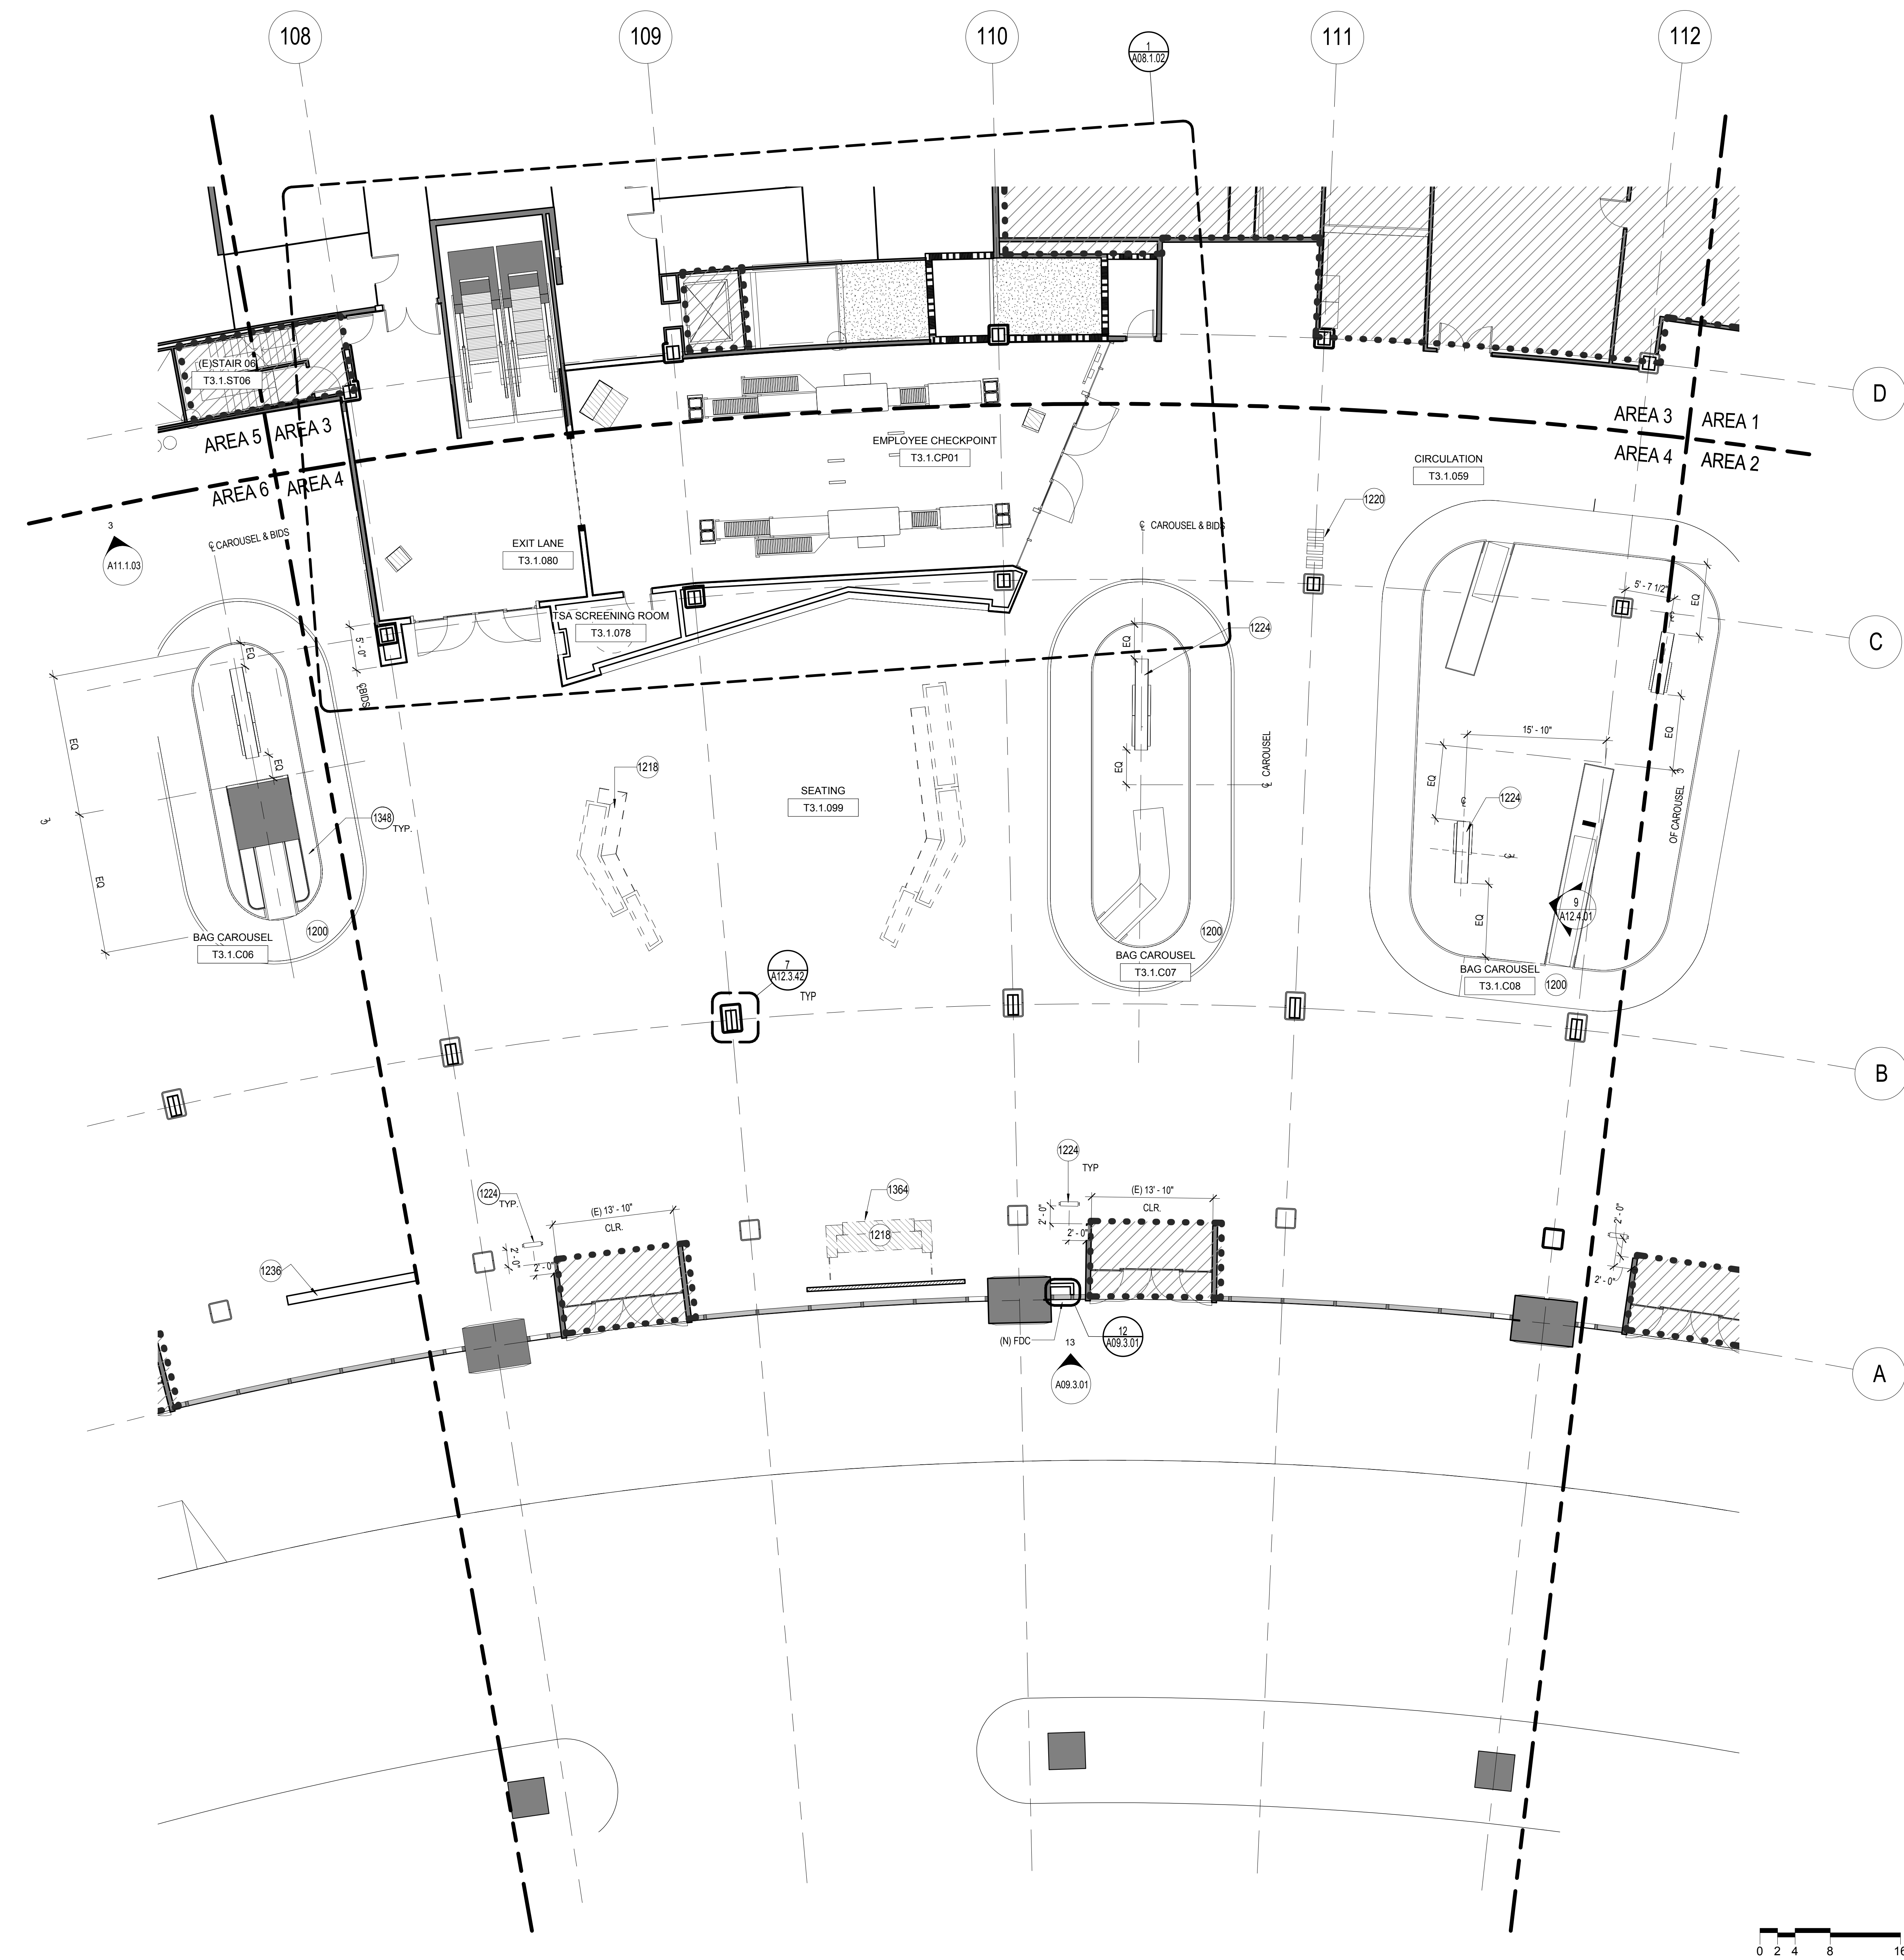 108
109
110
111
112
1
A08.1.02
(E)STAIR 06
T3.1.ST06
D
AREA 5
AREA 3
AREA 3
AREA 1
AREA 6
AREA 4
AREA 4
AREA 2
EMPLOYEE CHECKPOINT
T3.1.CP01
CIRCULATION
T3.1.059
1220
3
A11.1.03
℄ CAROUSEL & BIDS
℄ CAROUSEL & BIDS
EXIT LANE
T3.1.080
TSA SCREENING ROOM
T3.1.078
5' - 7 1/2"
℄
EQ
C
5' - 0"
℄BIDS
EQ
EQ
1224
EQ
EQ
EQ
EQ
℄
1348
TYP.
1218
SEATING
T3.1.099
EQ
℄ CAROUSEL
15' - 10"
EQ
EQ
℄
1224
℄
OF CAROUSEL
EQ
9
A12.4.01
BAG CAROUSEL
T3.1.C06
1200
BAG CAROUSEL
T3.1.C07
1200
BAG CAROUSEL
T3.1.C08
1200
7
A12.3.42
TYP
B
1224
TYP.
(E) 13' - 10"
CLR.
2' - 0"
2' - 0"
1364
1218
1224
TYP
(E) 13' - 10"
CLR.
2' - 0"
2' - 0"
2' - 0"
2' - 0"
1236
(N) FDC
12
A09.3.01
13
A09.3.01
A
0 2 4 8 16